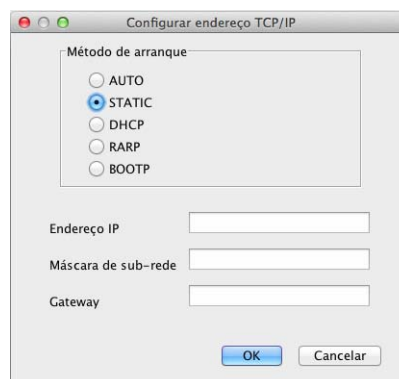 Configurar endereço TCP/IP
Método de arranque
AUTO
STATIC
DHCP
RARP
BOOTP
Endereço IP
Máscara de sub-rede
Gateway
OK Cancelar